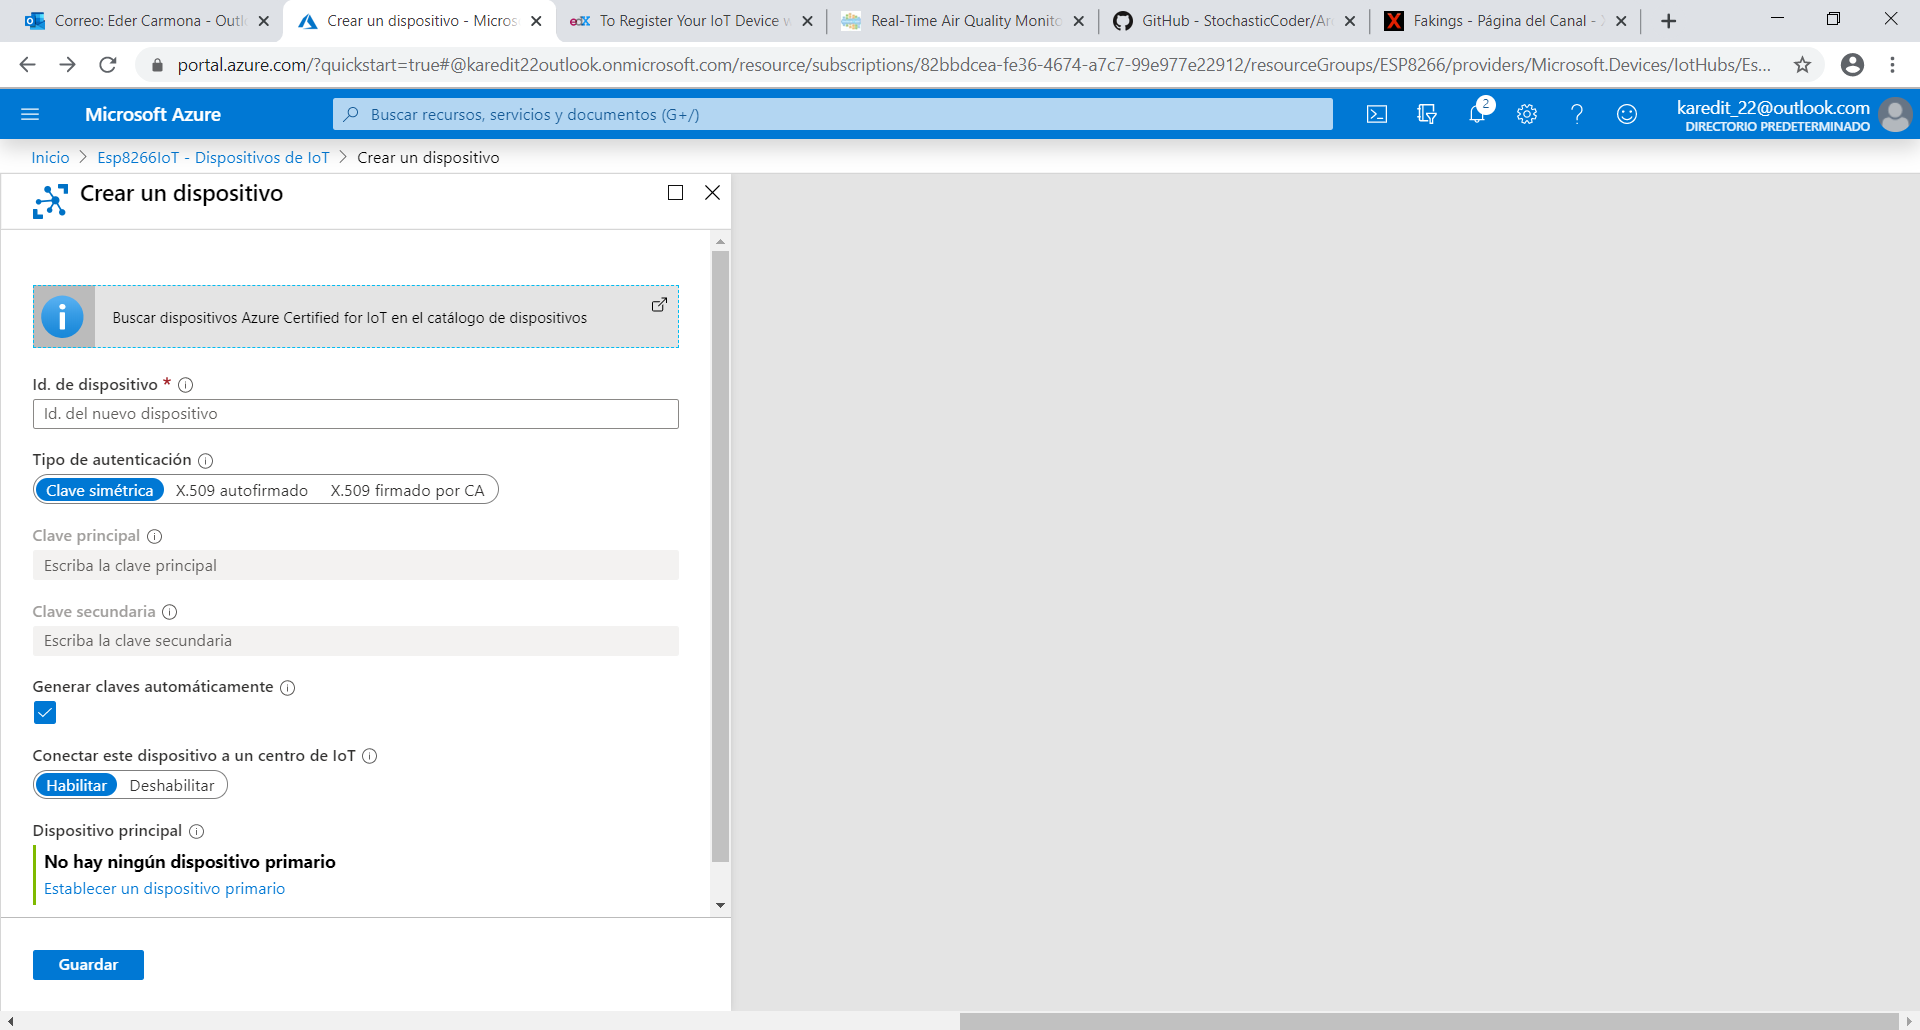 Correo: Eder Carmona - Outl
Crear un dispositivo - Micros
edX To Register Your IoT Device w
Real-Time Air Quality Monito
GitHub - StochasticCoder/Ar
X Fakings - Página del Canal -
portal.azure.com/?quickstart=true#@karedit22outlook.onmicrosoft.com/resource/subscriptions/82bbdcea-fe36-4674-a7c7-99e977e22912/resourceGroups/ESP8266/providers/Microsoft.Devices/IotHubs/Es...
Microsoft Azure
Buscar recursos, servicios y documentos (G+/)
2
karedit_22@outlook.com
DIRECTORIO PREDETERMINADO
Inicio > Esp8266IoT - Dispositivos de IoT > Crear un dispositivo
Crear un dispositivo
Buscar dispositivos Azure Certified for IoT en el catálogo de dispositivos
Id. de dispositivo *
Id. del nuevo dispositivo
Tipo de autenticación
Clave simétrica X.509 autofirmado X.509 firmado por CA
Clave principal
Escriba la clave principal
Clave secundaria
Escriba la clave secundaria
Generar claves automáticamente
Conectar este dispositivo a un centro de IoT
Habilitar Deshabilitar
Dispositivo principal
No hay ningún dispositivo primario
Establecer un dispositivo primario
Guardar